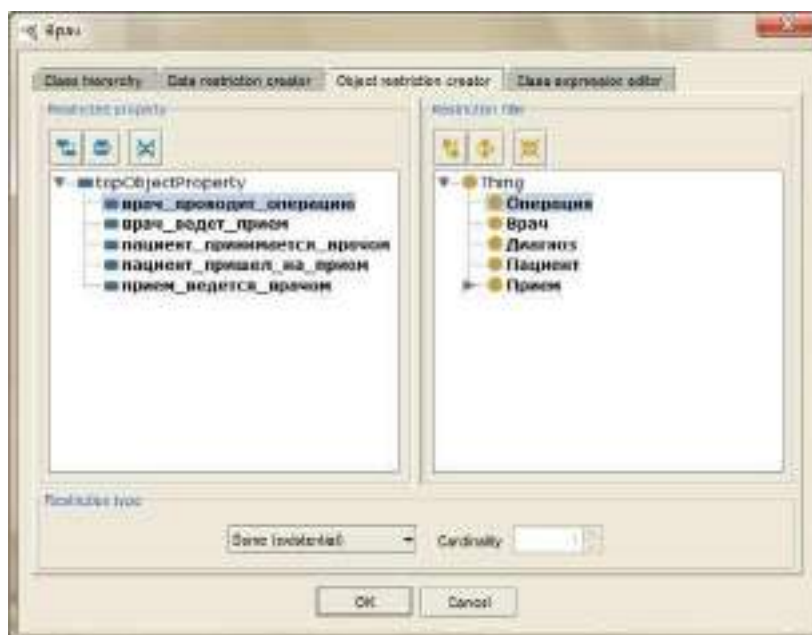 Врач
Class hierarchy
Data restriction creator
Object restriction creator
Class expression editor
Restricted property
Restriction filler
topObjectProperty
врач_проводит_операцию
врач_ведет_прием
пациент_принимается_врачом
пациент_пришел_на_прием
прием_ведется_врачом
Thing
Операция
Врач
Диагноз
Пациент
Прием
Restriction type
Some (existential)
Cardinality
1
OK
Cancel